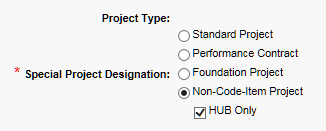 Project Type:
Standard Project
Performance Contract
* Special Project Designation:
Foundation Project
Non-Code-Item Project
HUB Only